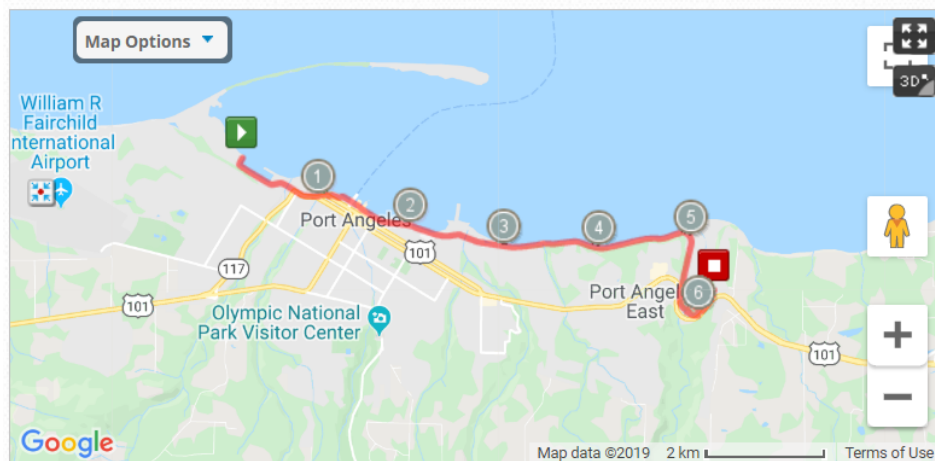 Map Options
3D
William R
Fairchild
International
Airport
1
Port Angeles
2
3
4
5
101
117
Port Angel
East
6
101
Olympic National
Park Visitor Center
101
+
−
Google
Map data ©2019
2 km
Terms of Use